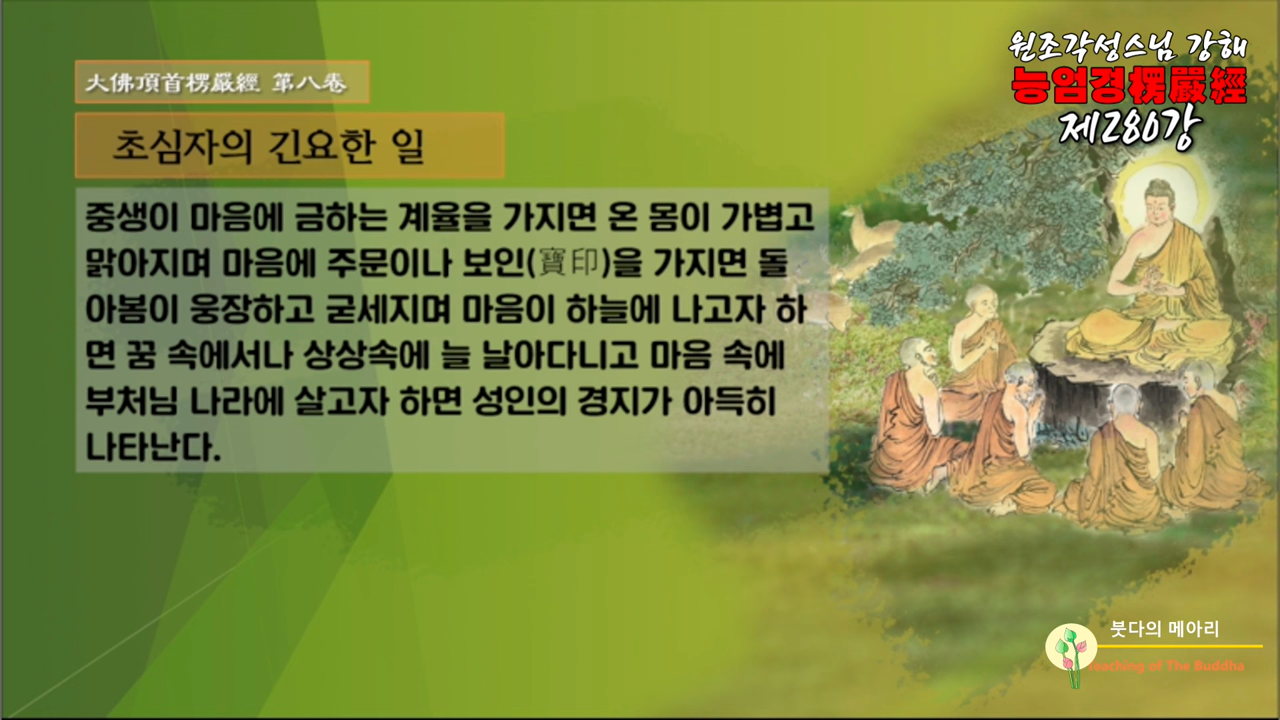 大佛頂首楞嚴經 第八卷
초심자의 긴요한 일
중생이 마음에 금하는 계율을 가지면 온 몸이 가볍고
맑아지며 마음에 주문이나 보인(寶印)을 가지면 돌
아봄이 웅장하고 굳세지며 마음이 하늘에 나고자 하
면 꿈 속에서나 상상속에 늘 날아다니고 마음 속에
부처님 나라에 살고자 하면 성인의 경지가 아득히
나타난다.
원조각성스님 강해
능엄경楞嚴經
제280강
붓다의 메아리
Teaching of The Buddha